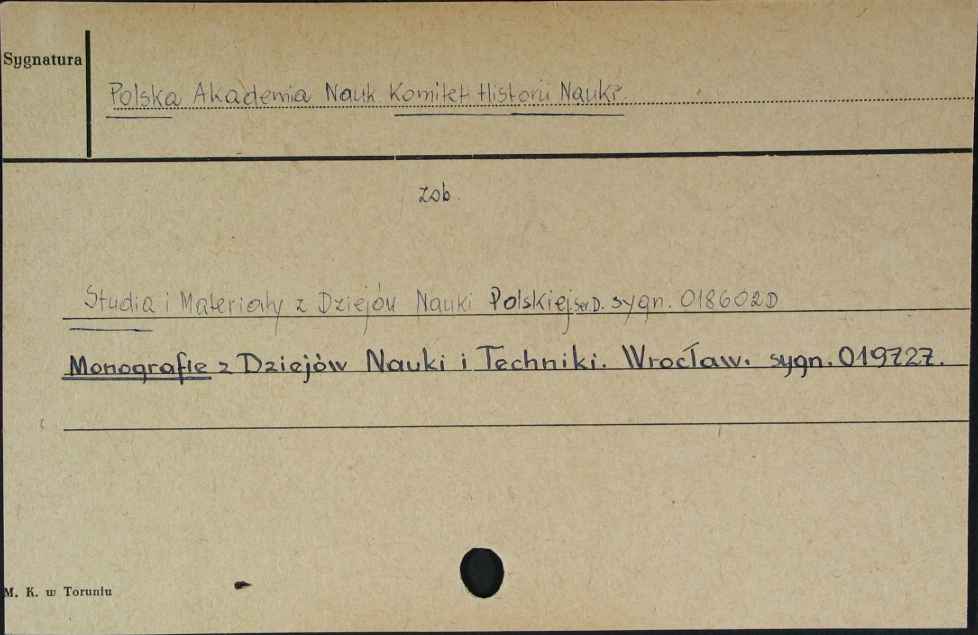 Sygnatura
Polska Akademia Nauk Komitet Historii Nauki
zob.
Studia i Materiały z Dziejów Nauki Polskiej Ser. D. sygn. 018602D
Monografie z Dziejów Nauki i Techniki. Wrocław. sygn. 019727.
M. K. w Toruniu